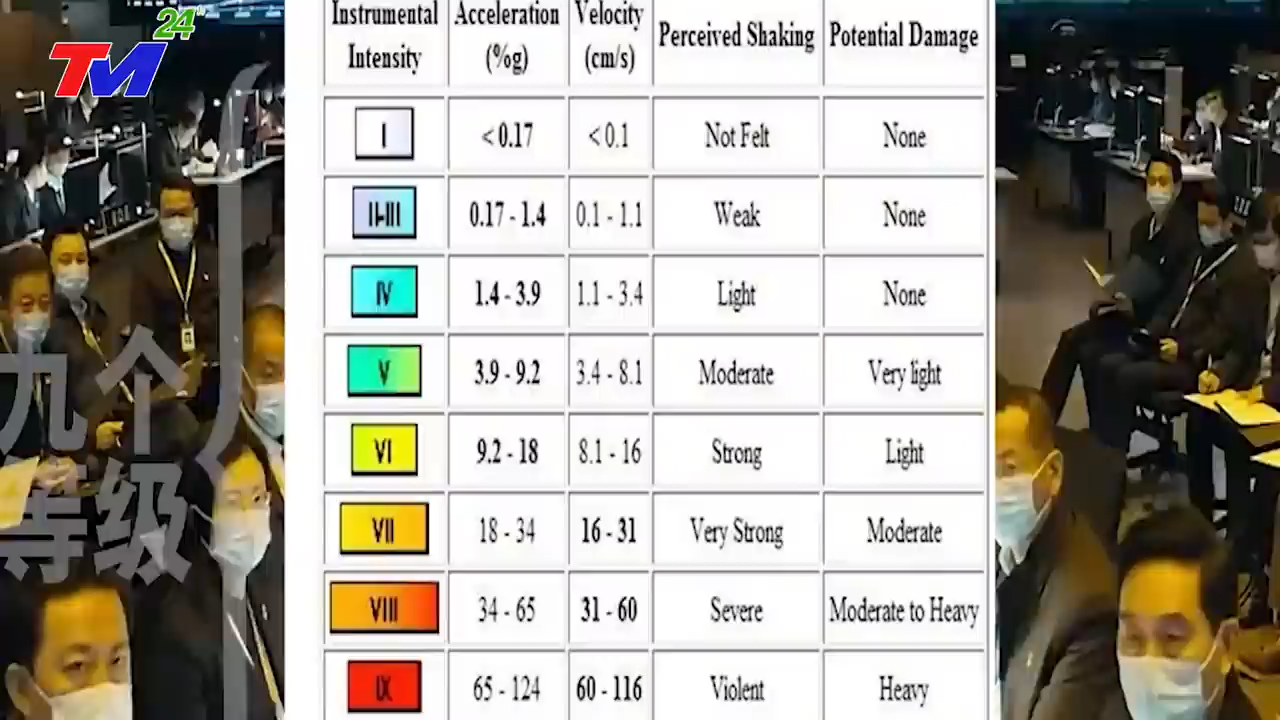 TM 24
Instrumental Intensity Acceleration (%g) Velocity (cm/s) Perceived Shaking Potential Damage
I < 0.17 < 0.1 Not Felt None
II-III 0.17 - 1.4 0.1 - 1.1 Weak None
IV 1.4 - 3.9 1.1 - 3.4 Light None
V 3.9 - 9.2 3.4 - 8.1 Moderate Very light
VI 9.2 - 18 8.1 - 16 Strong Light
VII 18 - 34 16 - 31 Very Strong Moderate
VIII 34 - 65 31 - 60 Severe Moderate to Heavy
IX 65 - 124 60 - 116 Violent Heavy
九个
等级